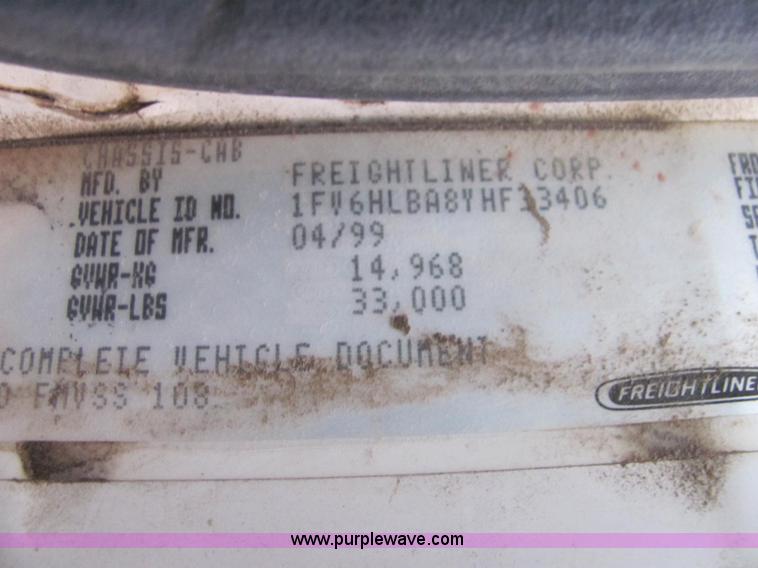 CHASSIS-CAB
MFD. BY FREIGHTLINER CORP.
VEHICLE ID NO. 1FV6HLBA8YHF33406
DATE OF MFR. 04/99
GVWR-KG 14,968
GVWR-LBS 33,000
COMPLETE VEHICLE DOCUMENT
FMVSS 108
FREIGHTLINER
www.purplewave.com